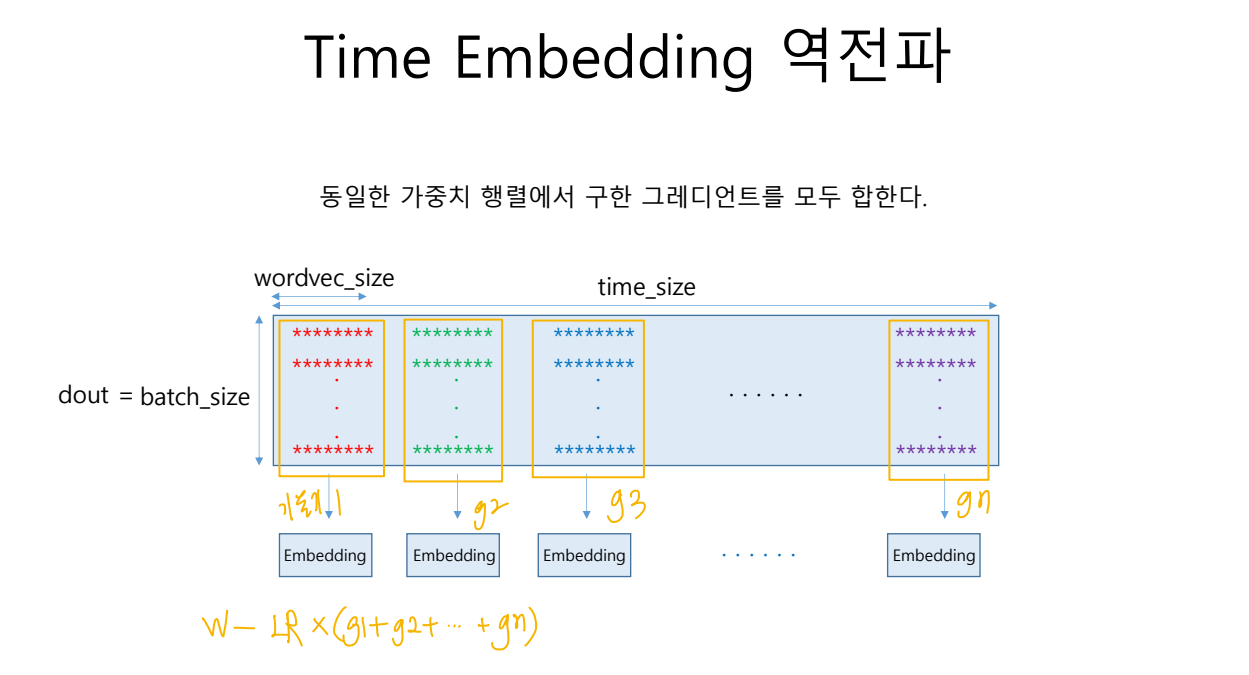 Time Embedding 역전파
동일한 가중치 행렬에서 구한 그레디언트를 모두 합한다.
wordvec_size
time_size
******** ******** ******** ********
******** ******** ******** ********
. . . .
. . . . . . . . . .
. . . .
******** ******** ******** ********
dout = batch_size
기울기 1 g2 g3 gn
Embedding Embedding Embedding . . . . . . Embedding
W - LR × (g1+g2+ ... +gn)